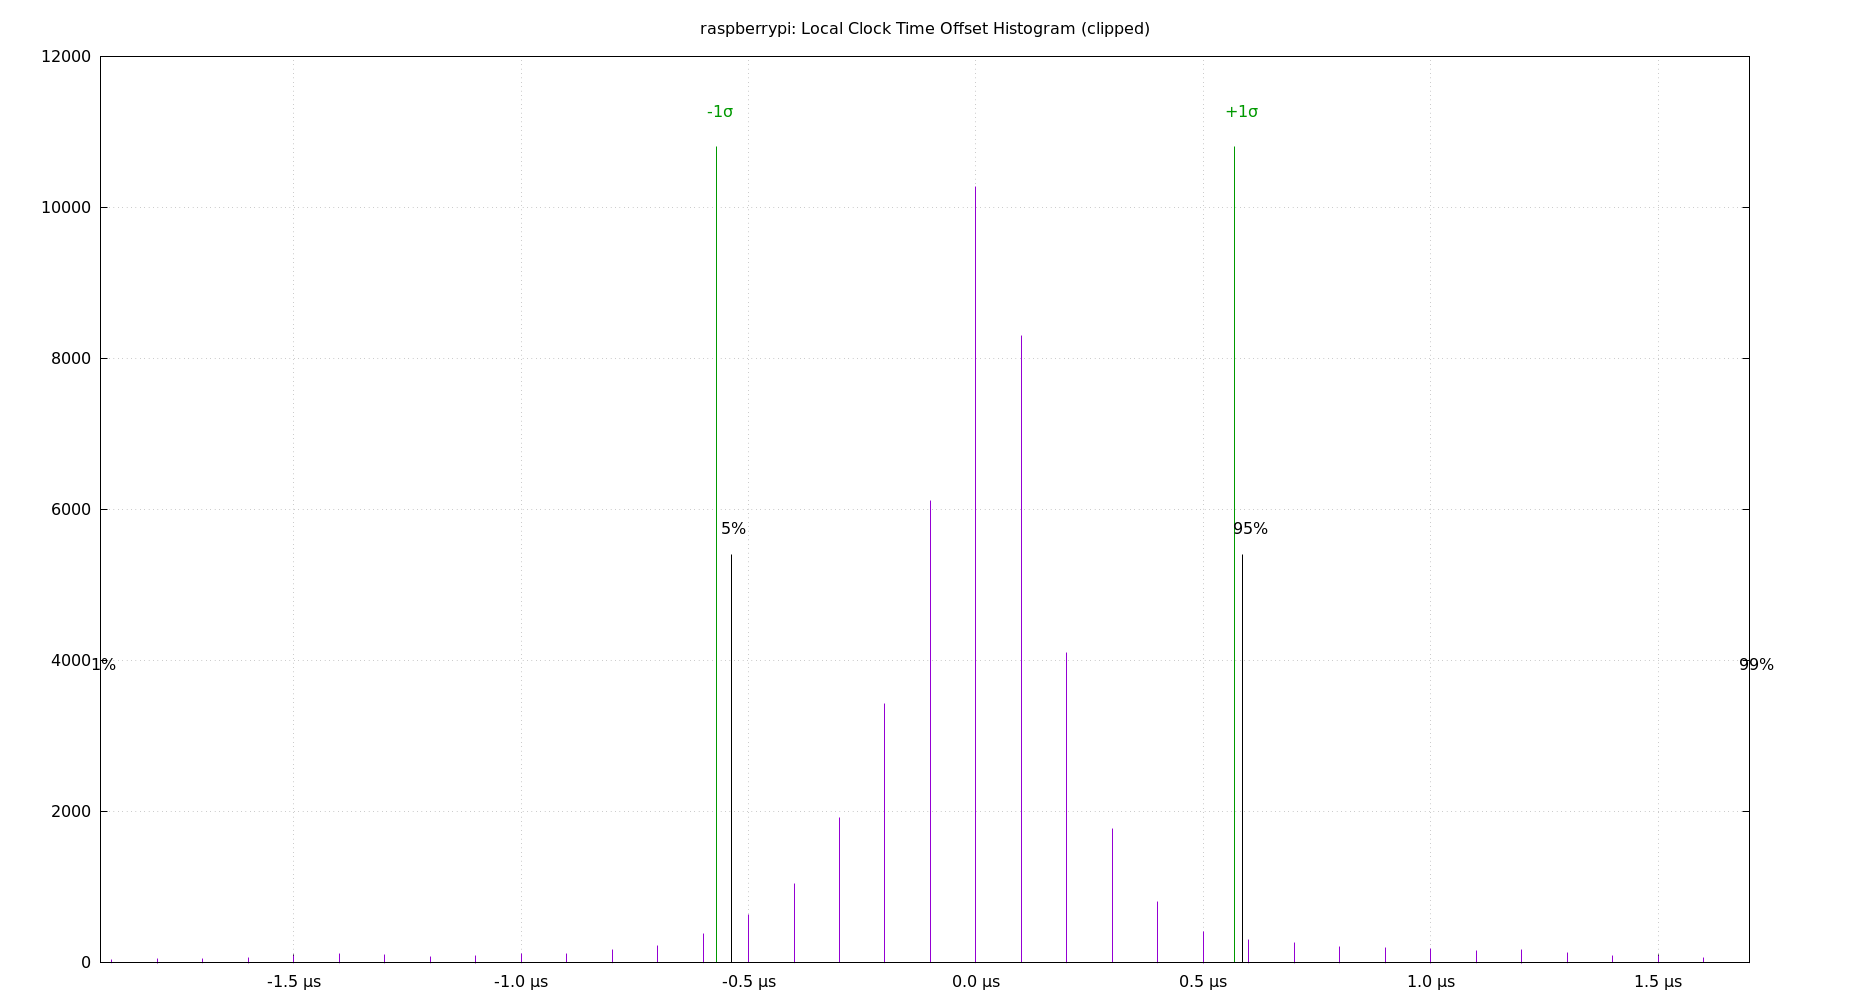 raspberrypi: Local Clock Time Offset Histogram (clipped)
12000
-1σ
+1σ
10000
8000
6000
5%
95%
4000
1%
99%
2000
0
-1.5 µs
-1.0 µs
-0.5 µs
0.0 µs
0.5 µs
1.0 µs
1.5 µs